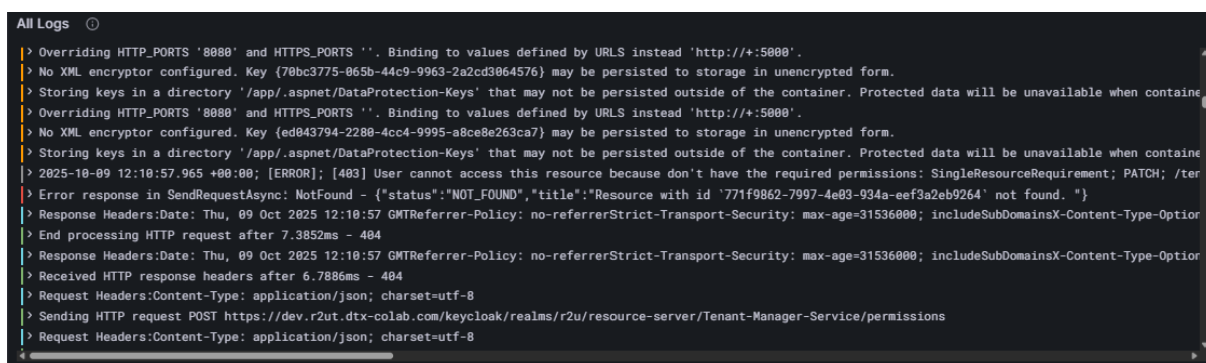 All Logs
> Overriding HTTP_PORTS '8080' and HTTPS_PORTS ''. Binding to values defined by URLS instead 'http://+:5000'.
> No XML encryptor configured. Key {70bc3775-065b-44c9-9963-2a2cd3064576} may be persisted to storage in unencrypted form.
> Storing keys in a directory '/app/.aspnet/DataProtection-Keys' that may not be persisted outside of the container. Protected data will be unavailable when containe
> Overriding HTTP_PORTS '8080' and HTTPS_PORTS ''. Binding to values defined by URLS instead 'http://+:5000'.
> No XML encryptor configured. Key {ed043794-2280-4cc4-9995-a8ce8e263ca7} may be persisted to storage in unencrypted form.
> Storing keys in a directory '/app/.aspnet/DataProtection-Keys' that may not be persisted outside of the container. Protected data will be unavailable when containe
> 2025-10-09 12:10:57.965 +00:00; [ERROR]; [403] User cannot access this resource because don't have the required permissions: SingleResourceRequirement; PATCH; /ten
> Error response in SendRequestAsync: NotFound - {"status":"NOT_FOUND","title":"Resource with id `771f9862-7997-4e03-934a-eef3a2eb9264` not found. "}
> Response Headers:Date: Thu, 09 Oct 2025 12:10:57 GMTReferrer-Policy: no-referrerStrict-Transport-Security: max-age=31536000; includeSubDomainsX-Content-Type-Option
> End processing HTTP request after 7.3852ms - 404
> Response Headers:Date: Thu, 09 Oct 2025 12:10:57 GMTReferrer-Policy: no-referrerStrict-Transport-Security: max-age=31536000; includeSubDomainsX-Content-Type-Option
> Received HTTP response headers after 6.7886ms - 404
> Request Headers:Content-Type: application/json; charset=utf-8
> Sending HTTP request POST https://dev.r2ut.dtx-colab.com/keycloak/realms/r2u/resource-server/Tenant-Manager-Service/permissions
> Request Headers:Content-Type: application/json; charset=utf-8